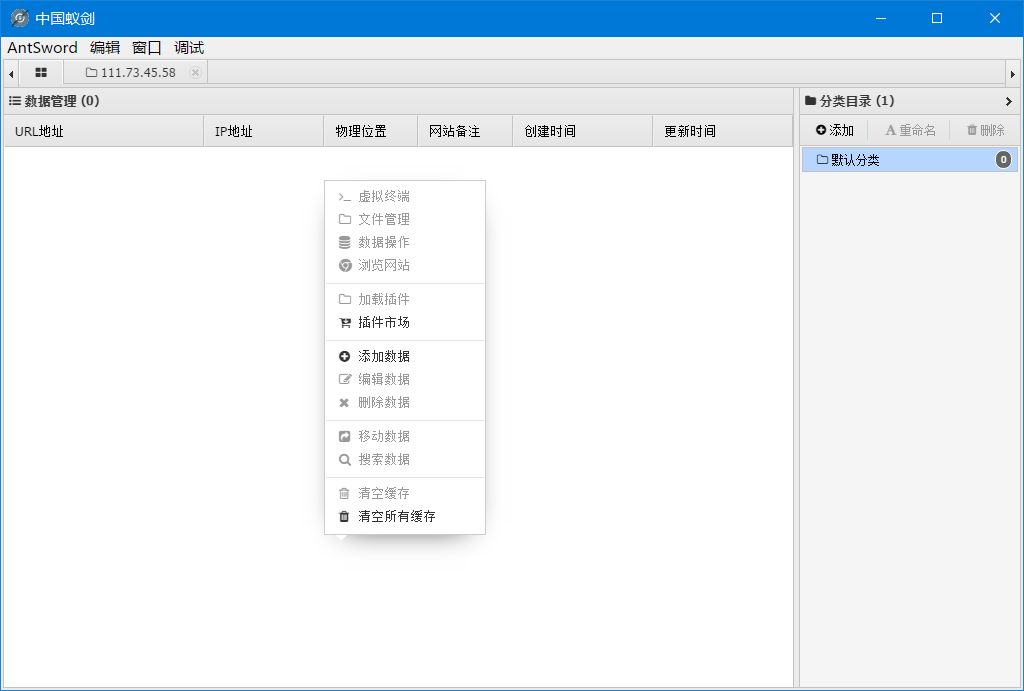 中国蚁剑
AntSword 编辑 窗口 调试
111.73.45.58
数据管理 (0)
分类目录 (1)
URL地址 IP地址 物理位置 网站备注 创建时间 更新时间
添加 重命名 删除
默认分类 0
虚拟终端
文件管理
数据操作
浏览网站
加载插件
插件市场
添加数据
编辑数据
删除数据
移动数据
搜索数据
清空缓存
清空所有缓存